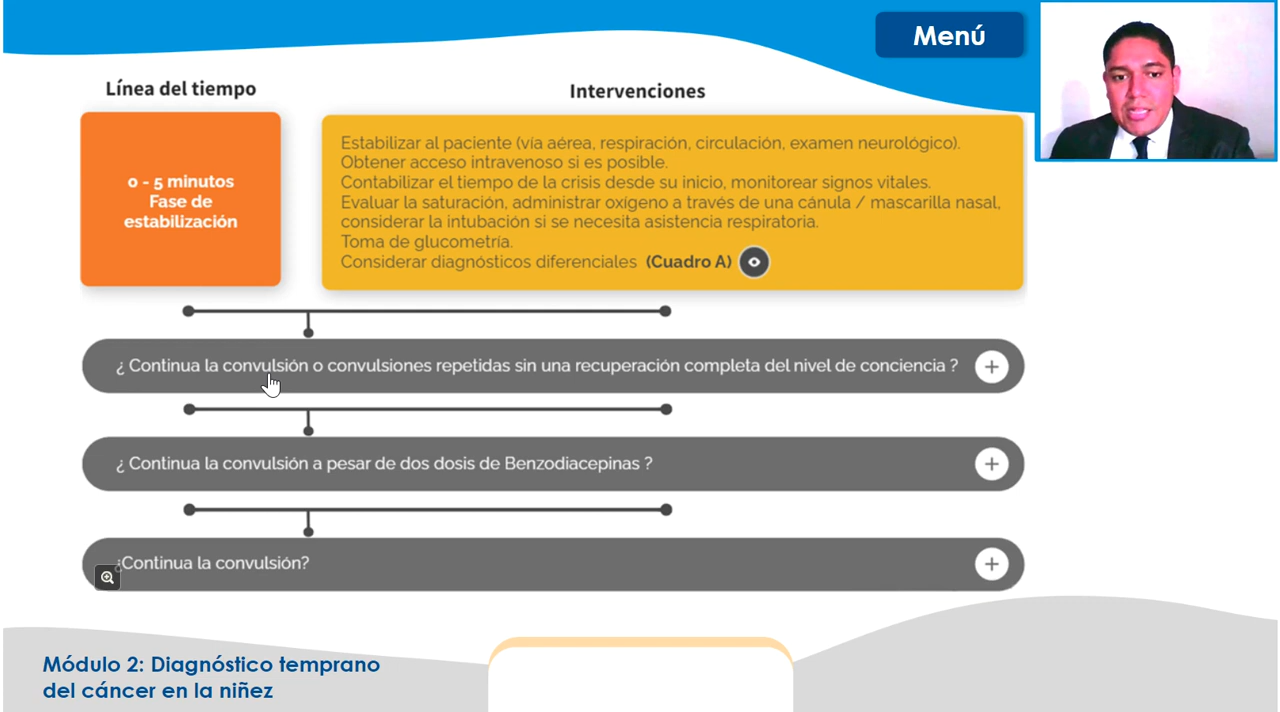 Menú
Línea del tiempo
Intervenciones
0 - 5 minutos
Fase de
estabilización
Estabilizar al paciente (vía aérea, respiración, circulación, examen neurológico).
Obtener acceso intravenoso si es posible.
Contabilizar el tiempo de la crisis desde su inicio, monitorear signos vitales.
Evaluar la saturación, administrar oxígeno a través de una cánula / mascarilla nasal,
considerar la intubación si se necesita asistencia respiratoria.
Toma de glucometría.
Considerar diagnósticos diferenciales (Cuadro A)
¿ Continua la convulsión o convulsiones repetidas sin una recuperación completa del nivel de conciencia ?
¿ Continua la convulsión a pesar de dos dosis de Benzodiacepinas ?
¿Continua la convulsión?
Módulo 2: Diagnóstico temprano
del cáncer en la niñez